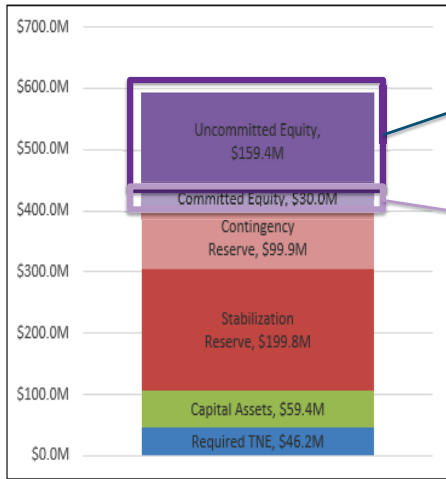 $700.0M
$600.0M
Uncommitted Equity,
$159.4M
$500.0M
Committed Equity, $30.0M
$400.0M
Contingency
Reserve, $99.9M
$300.0M
Stabilization
Reserve, $199.8M
$200.0M
$100.0M
Capital Assets, $59.4M
Required TNE, $46.2M
$0.0M